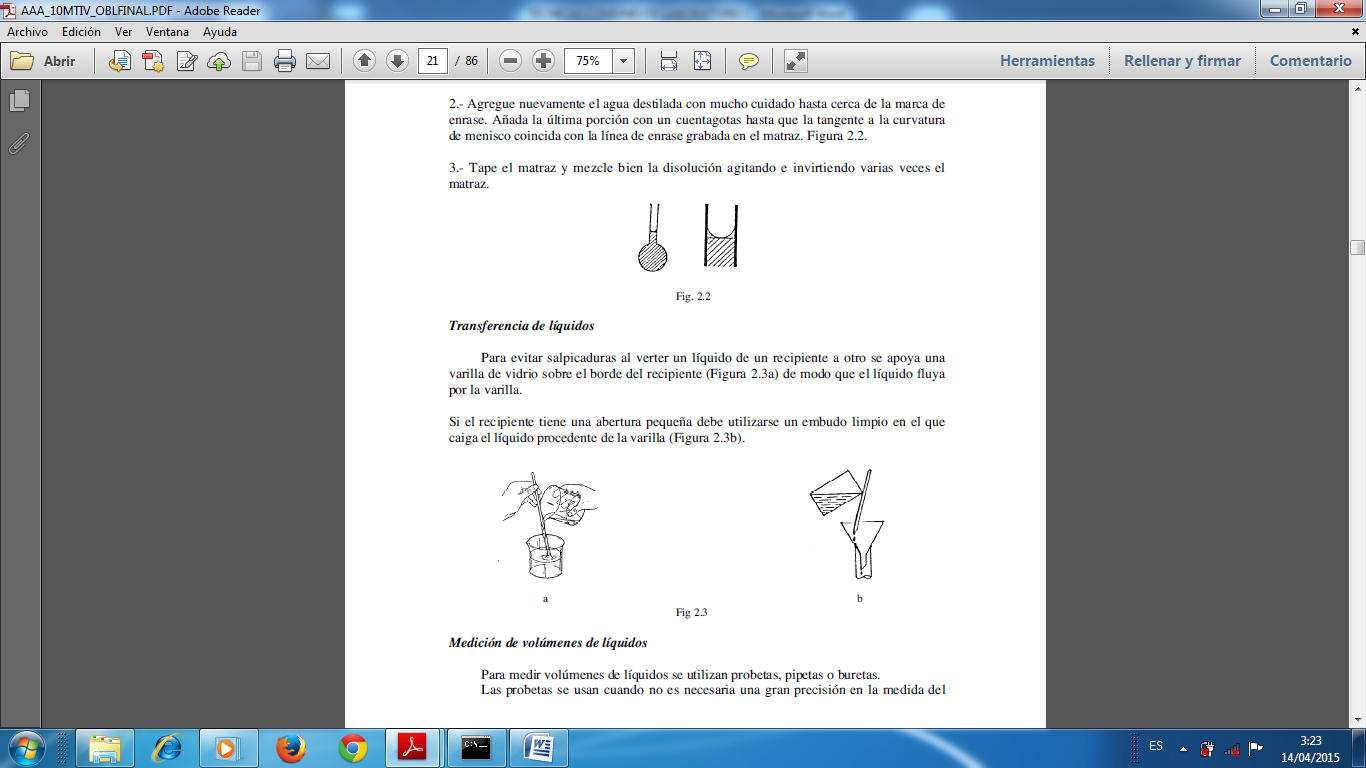 AAA_10MTIV_OBLFINAL.PDF - Adobe Reader
Archivo Edición Ver Ventana Ayuda
Abrir 21 / 86 75% Herramientas Rellenar y firmar Comentario
2.- Agregue nuevamente el agua destilada con mucho cuidado hasta cerca de la marca de
enrase. Añada la última porción con un cuentagotas hasta que la tangente a la curvatura
de menisco coincida con la línea de enrase grabada en el matraz. Figura 2.2.
3.- Tape el matraz y mezcle bien la disolución agitando e invirtiendo varias veces el
matraz.
Fig. 2.2
Transferencia de líquidos
Para evitar salpicaduras al verter un líquido de un recipiente a otro se apoya una
varilla de vidrio sobre el borde del recipiente (Figura 2.3a) de modo que el líquido fluya
por la varilla.
Si el recipiente tiene una abertura pequeña debe utilizarse un embudo limpio en el que
caiga el líquido procedente de la varilla (Figura 2.3b).
a b
Fig 2.3
Medición de volúmenes de líquidos
Para medir volúmenes de líquidos se utilizan probetas, pipetas o buretas.
Las probetas se usan cuando no es necesaria una gran precisión en la medida del
ES 3:23
14/04/2015